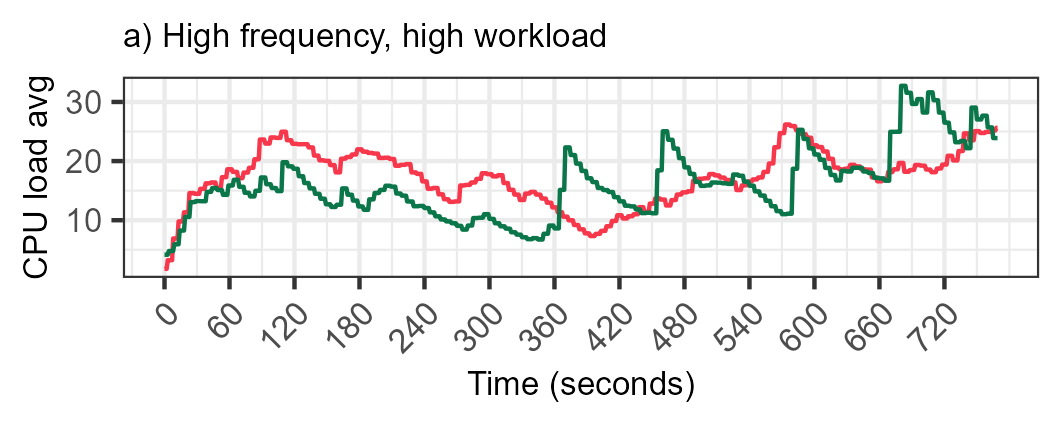 a) High frequency, high workload
CPU load avg
30
20
10
0 60 120 180 240 300 360 420 480 540 600 660 720
Time (seconds)